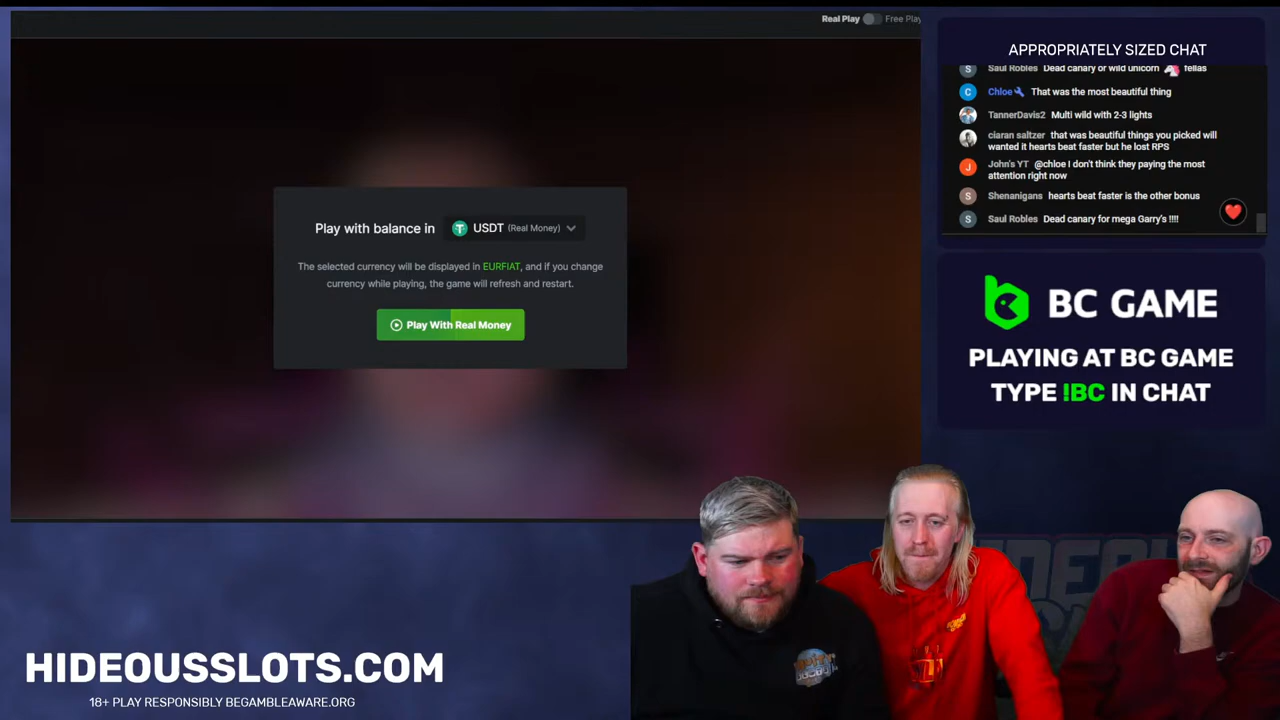 Real Play Free Play
Play with balance in USDT (Real Money)
The selected currency will be displayed in EURFIAT, and if you change
currency while playing, the game will refresh and restart.
Play With Real Money
APPROPRIATELY SIZED CHAT
S Saul Robles Dead canary or wild unicorn fellas
C Chloe That was the most beautiful thing
TannerDavis2 Multi wild with 2-3 lights
ciaran saltzer that was beautiful things you picked will
wanted it hearts beat faster but he lost RPS
J John's YT @chloe I don't think they paying the most
attention right now
S Shenanigans hearts beat faster is the other bonus
S Saul Robles Dead canary for mega Garry's !!!!
BC GAME
PLAYING AT BC GAME
TYPE !BC IN CHAT
HIDEOUSSLOTS.COM
18+ PLAY RESPONSIBLY BEGAMBLEAWARE.ORG